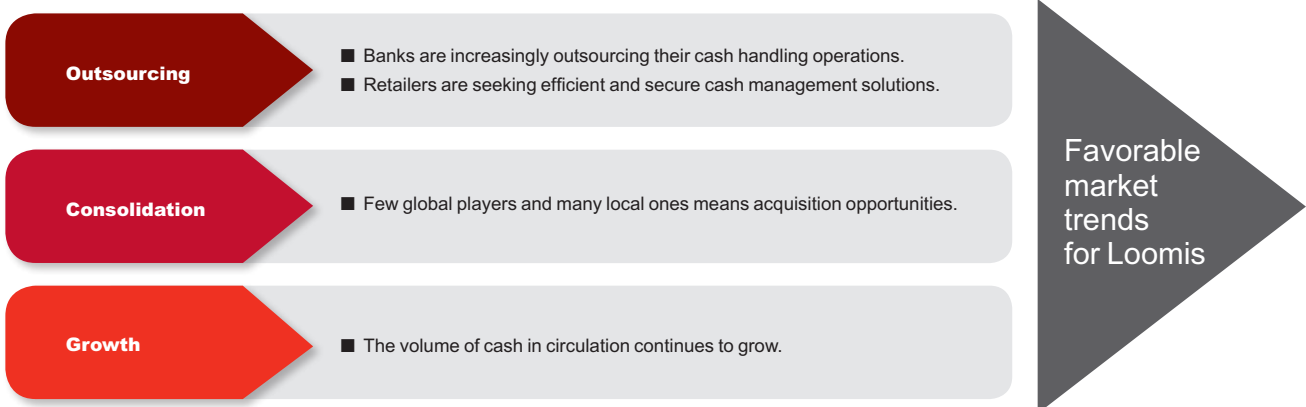 Outsourcing
■ Banks are increasingly outsourcing their cash handling operations.
■ Retailers are seeking efficient and secure cash management solutions.
Consolidation
■ Few global players and many local ones means acquisition opportunities.
Growth
■ The volume of cash in circulation continues to grow.
Favorable
market
trends
for Loomis